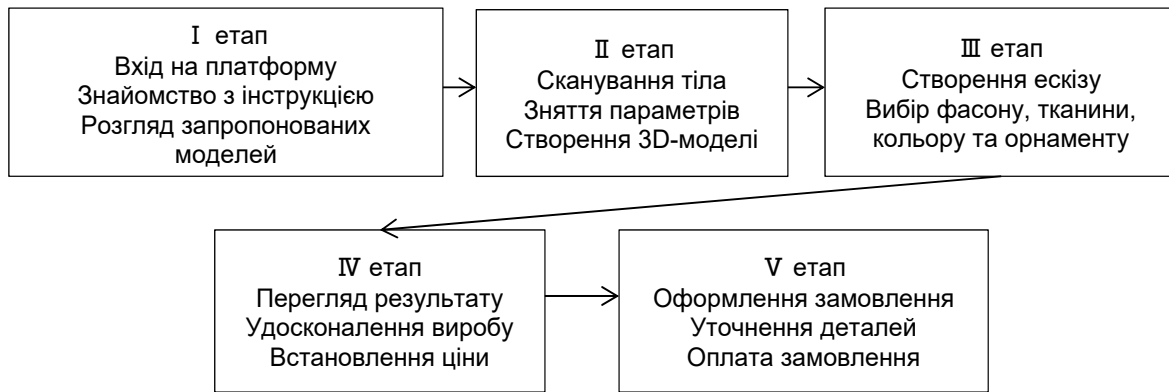 Ⅰ етап
Вхід на платформу
Знайомство з інструкцією
Розгляд запропонованих
моделей
Ⅱ етап
Сканування тіла
Зняття параметрів
Створення 3D-моделі
Ⅲ етап
Створення ескізу
Вибір фасону, тканини,
кольору та орнаменту
Ⅳ етап
Перегляд результату
Удосконалення виробу
Встановлення ціни
Ⅴ етап
Оформлення замовлення
Уточнення деталей
Оплата замовлення